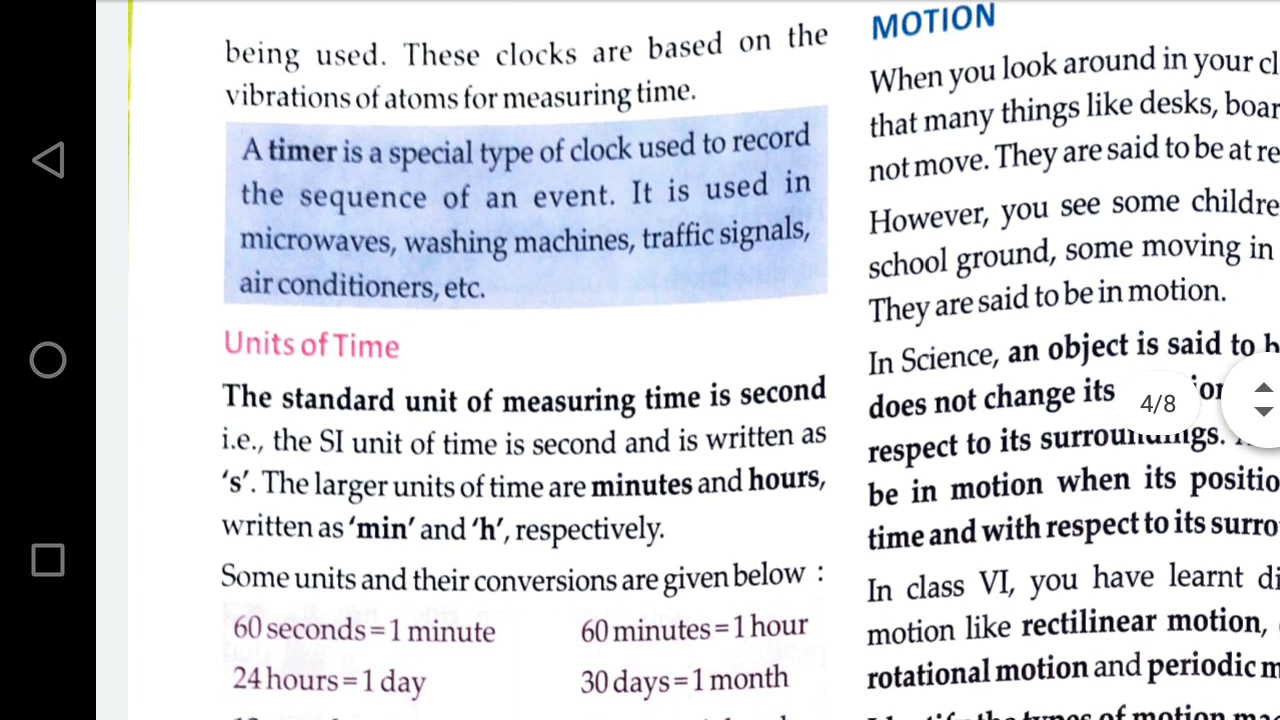 being used. These clocks are based on the
vibrations of atoms for measuring time.
A timer is a special type of clock used to record
the sequence of an event. It is used in
microwaves, washing machines, traffic signals,
air conditioners, etc.
Units of Time
The standard unit of measuring time is second
i.e., the SI unit of time is second and is written as
‘s’. The larger units of time are minutes and hours,
written as ‘min’ and ‘h’, respectively.
Some units and their conversions are given below :
60 seconds = 1 minute 60 minutes = 1 hour
24 hours = 1 day 30 days = 1 month
MOTION
When you look around in your cl
that many things like desks, boar
not move. They are said to be at re
However, you see some childre
school ground, some moving in
They are said to be in motion.
In Science, an object is said to b
does not change its
respect to its surroundings.
be in motion when its positio
time and with respect to its surro
In class VI, you have learnt di
motion like rectilinear motion,
rotational motion and periodic m
4/8